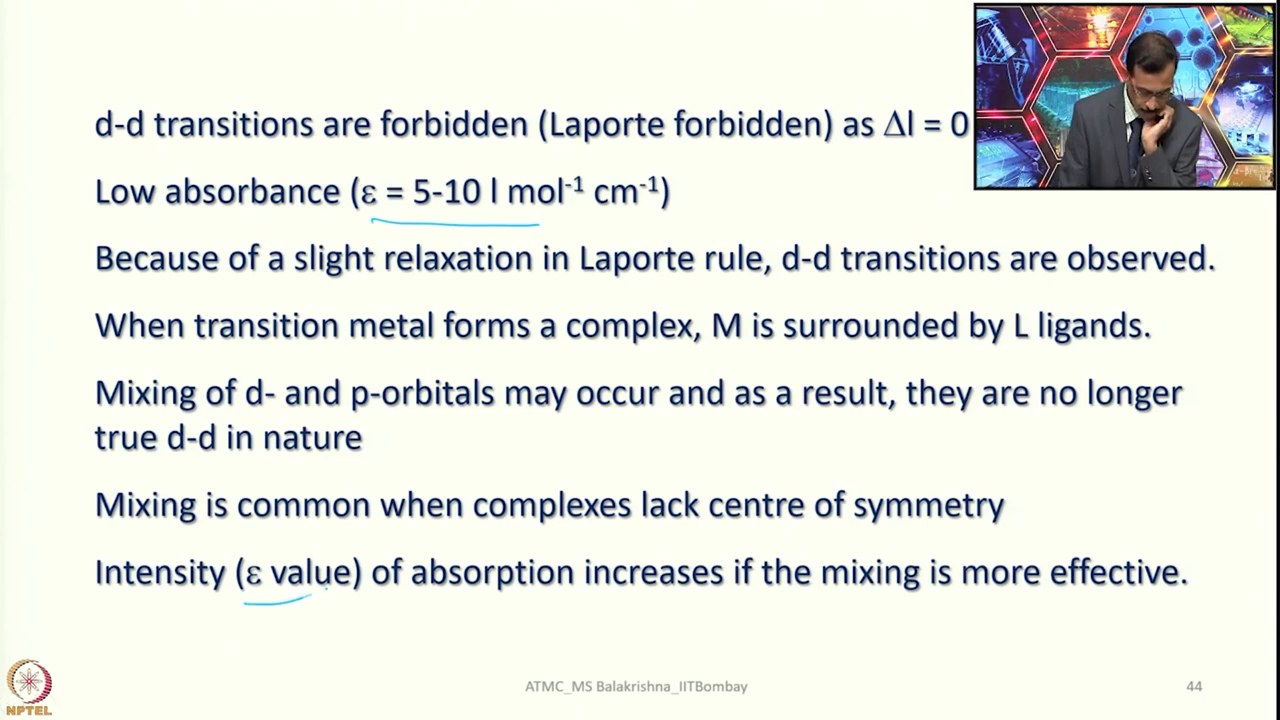 d-d transitions are forbidden (Laporte forbidden) as Δl = 0
Low absorbance (ε = 5-10 l mol⁻¹ cm⁻¹)
Because of a slight relaxation in Laporte rule, d-d transitions are observed.
When transition metal forms a complex, M is surrounded by L ligands.
Mixing of d- and p-orbitals may occur and as a result, they are no longer
true d-d in nature
Mixing is common when complexes lack centre of symmetry
Intensity (ε value) of absorption increases if the mixing is more effective.
NPTEL
ATMC_MS Balakrishna_IITBombay
44